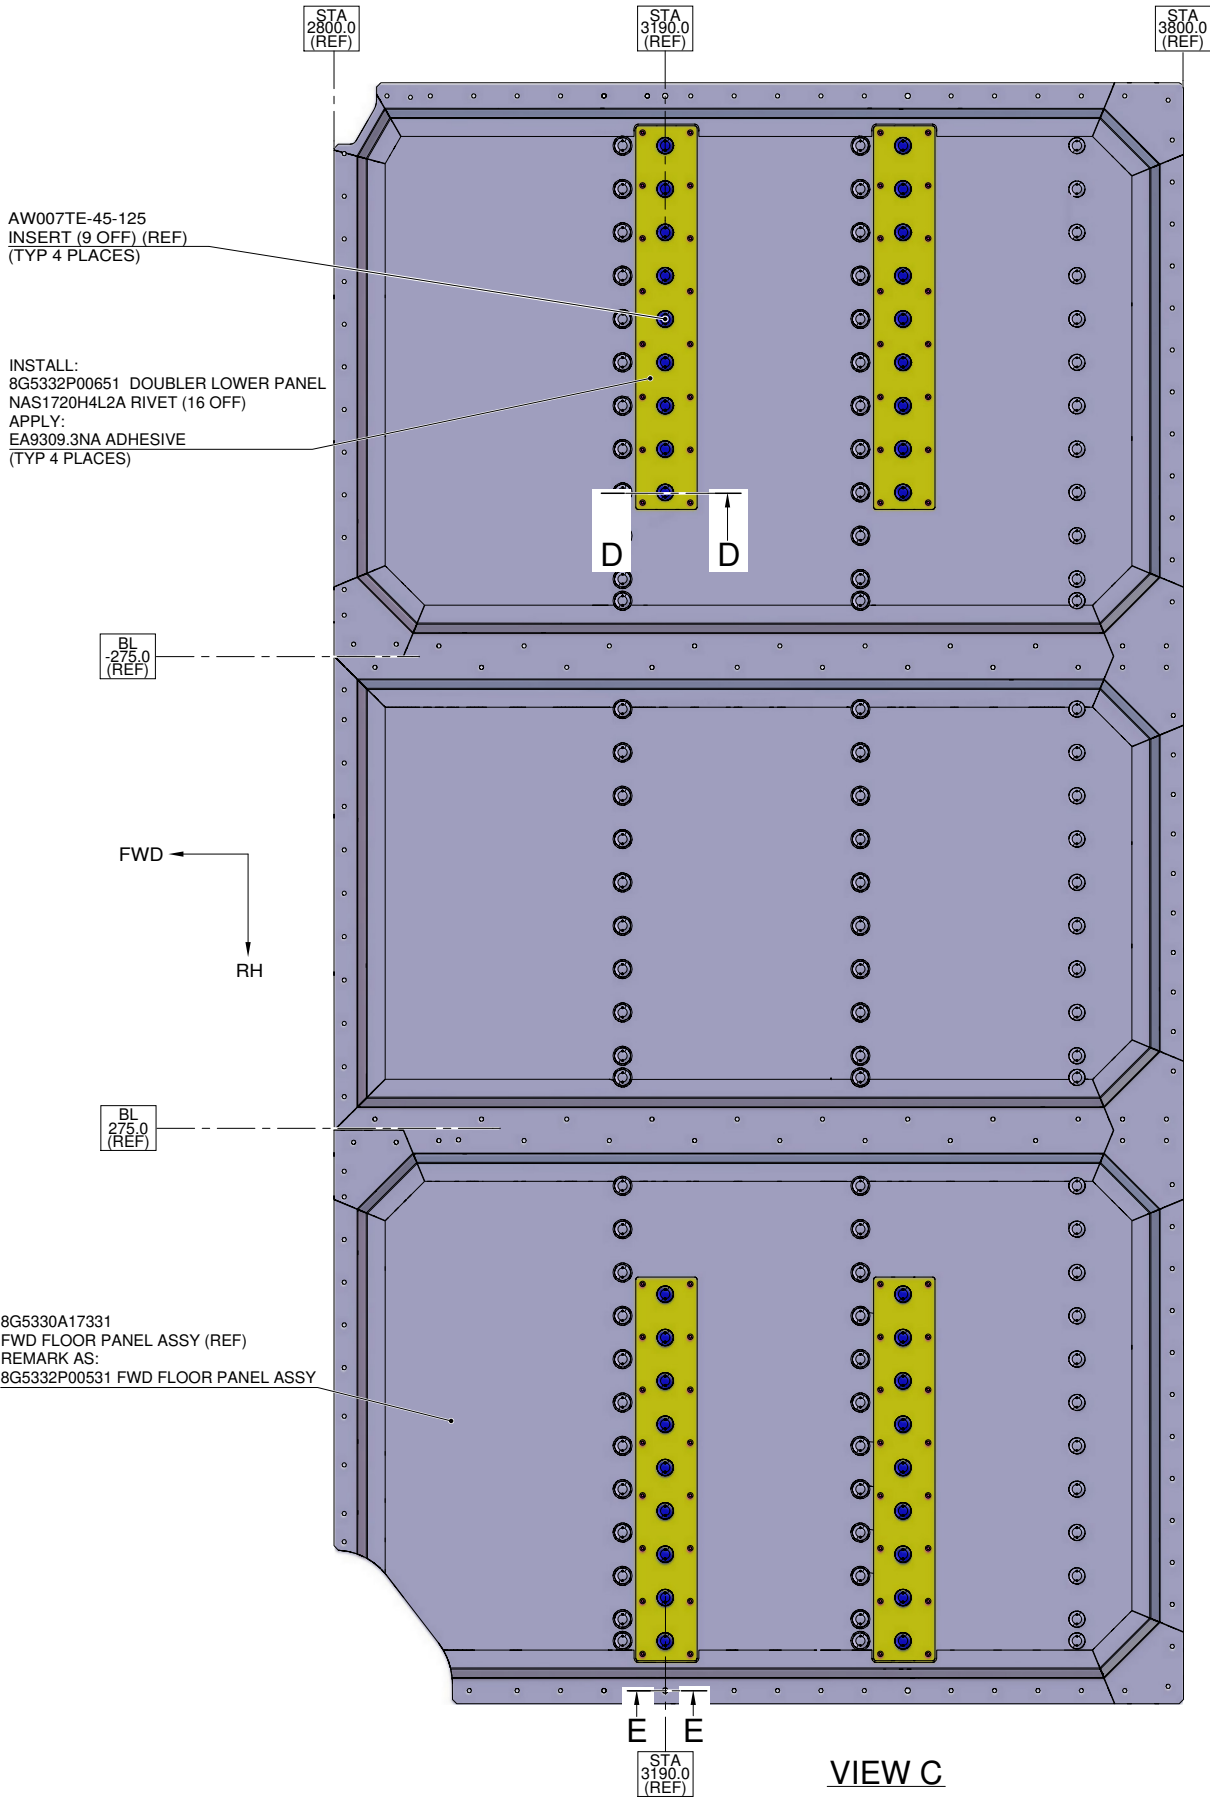 STA
2800.0
(REF)
STA
3190.0
(REF)
STA
3800.0
(REF)
AW007TE-45-125
INSERT (9 OFF) (REF)
(TYP 4 PLACES)
INSTALL:
8G5332P00651 DOUBLER LOWER PANEL
NAS1720H4L2A RIVET (16 OFF)
APPLY:
EA9309.3NA ADHESIVE
(TYP 4 PLACES)
D
D
BL
-275.0
(REF)
FWD
RH
BL
275.0
(REF)
8G5330A17331
FWD FLOOR PANEL ASSY (REF)
REMARK AS:
8G5332P00531 FWD FLOOR PANEL ASSY
E
E
STA
3190.0
(REF)
VIEW C